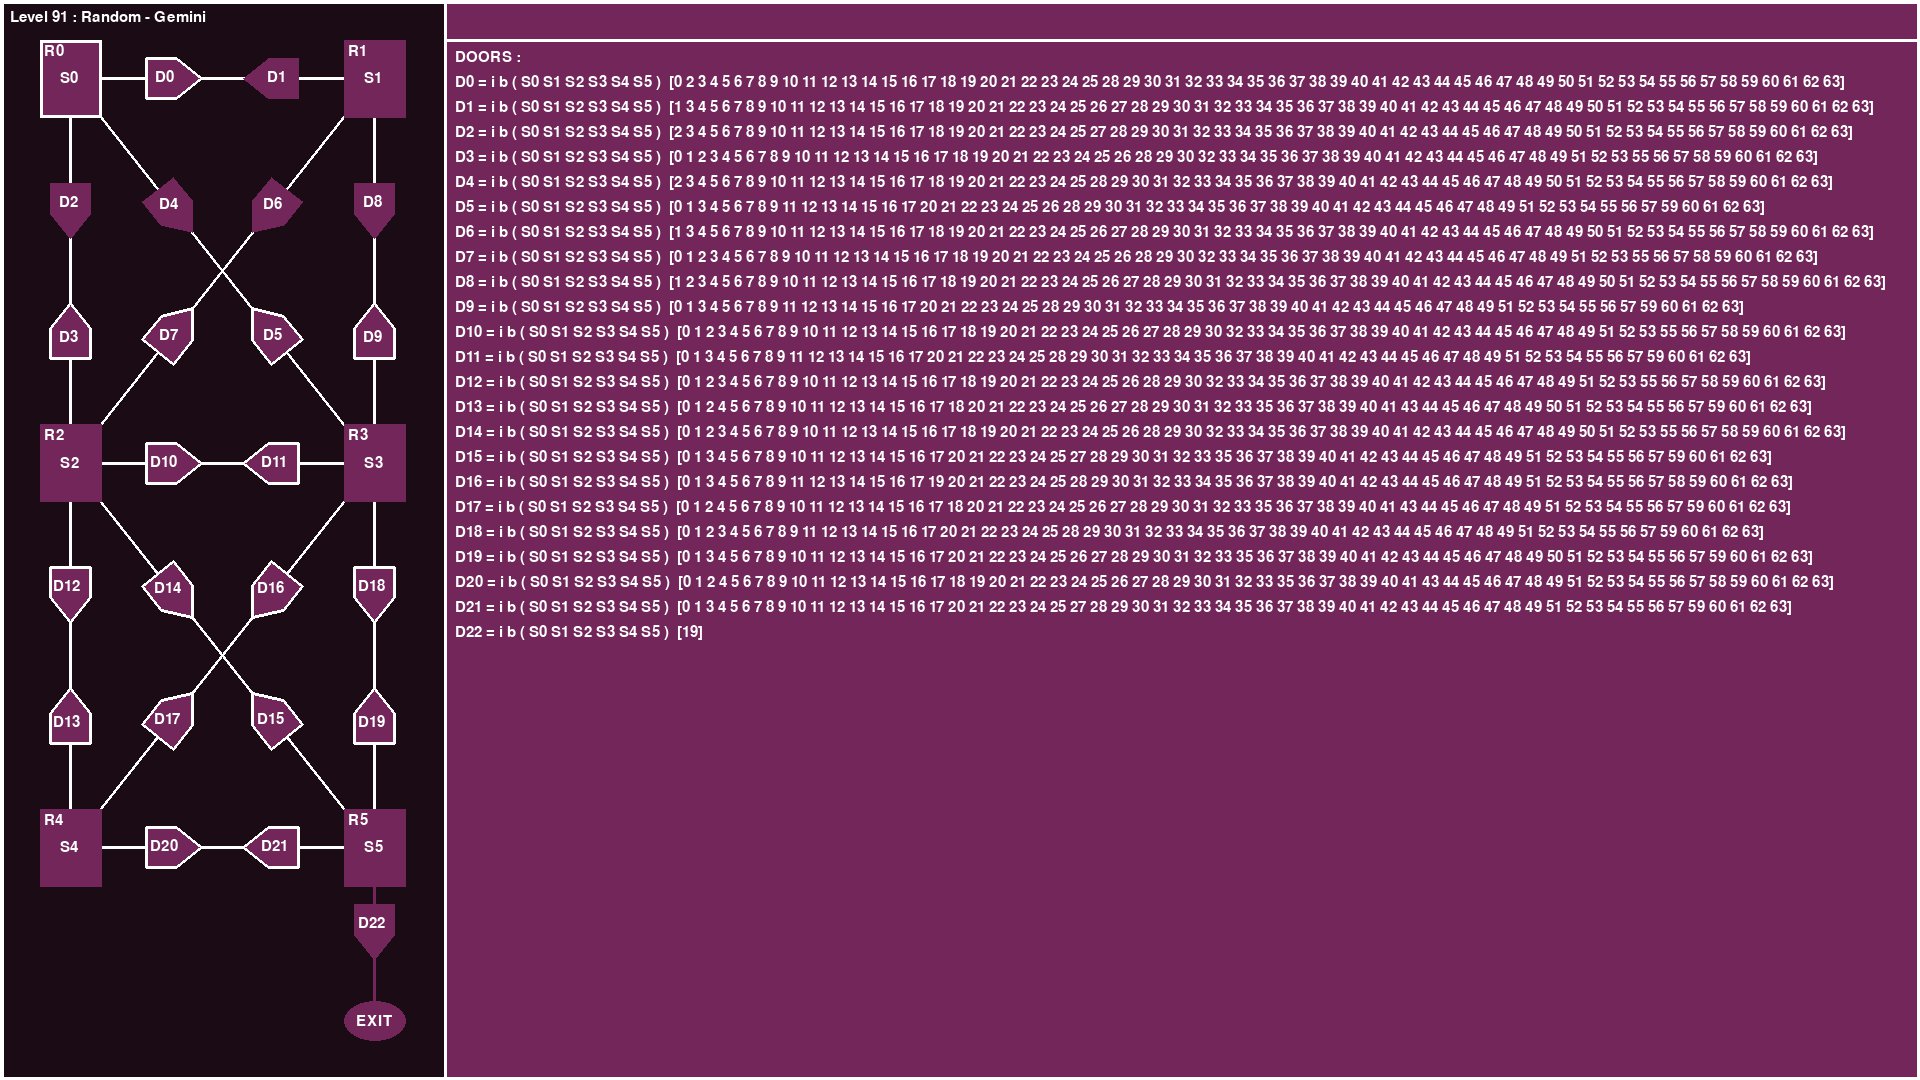 Level 91 : Random - Gemini
R0
S0
D0
D1
R1
S1
D2
D4
D6
D8
D3
D7
D5
D9
R2
S2
D10
D11
R3
S3
D12
D14
D16
D18
D13
D17
D15
D19
R4
S4
D20
D21
R5
S5
D22
EXIT
DOORS :
D0 = i b ( S0 S1 S2 S3 S4 S5 ) [0 2 3 4 5 6 7 8 9 10 11 12 13 14 15 16 17 18 19 20 21 22 23 24 25 28 29 30 31 32 33 34 35 36 37 38 39 40 41 42 43 44 45 46 47 48 49 50 51 52 53 54 55 56 57 58 59 60 61 62 63]
D1 = i b ( S0 S1 S2 S3 S4 S5 ) [1 3 4 5 6 7 8 9 10 11 12 13 14 15 16 17 18 19 20 21 22 23 24 25 26 27 28 29 30 31 32 33 34 35 36 37 38 39 40 41 42 43 44 45 46 47 48 49 50 51 52 53 54 55 56 57 58 59 60 61 62 63]
D2 = i b ( S0 S1 S2 S3 S4 S5 ) [2 3 4 5 6 7 8 9 10 11 12 13 14 15 16 17 18 19 20 21 22 23 24 25 27 28 29 30 31 32 33 34 35 36 37 38 39 40 41 42 43 44 45 46 47 48 49 50 51 52 53 54 55 56 57 58 59 60 61 62 63]
D3 = i b ( S0 S1 S2 S3 S4 S5 ) [0 1 2 3 4 5 6 7 8 9 10 11 12 13 14 15 16 17 18 19 20 21 22 23 24 25 26 28 29 30 32 33 34 35 36 37 38 39 40 41 42 43 44 45 46 47 48 49 51 52 53 54 55 56 57 58 59 60 61 62 63]
D4 = i b ( S0 S1 S2 S3 S4 S5 ) [2 3 4 5 6 7 8 9 10 11 12 13 14 15 16 17 18 19 20 21 22 23 24 25 28 29 30 31 32 33 34 35 36 37 38 39 40 41 42 43 44 45 46 47 48 49 50 51 52 53 54 55 56 57 58 59 60 61 62 63]
D5 = i b ( S0 S1 S2 S3 S4 S5 ) [0 1 3 4 5 6 7 8 9 11 12 13 14 15 16 17 20 21 22 23 24 25 26 28 29 30 31 32 33 34 35 36 37 38 39 40 41 42 43 44 45 46 47 48 49 51 52 53 54 55 56 57 59 60 61 62 63]
D6 = i b ( S0 S1 S2 S3 S4 S5 ) [1 3 4 5 6 7 8 9 10 11 12 13 14 15 16 17 18 19 20 21 22 23 24 25 26 27 28 29 30 31 32 33 34 35 36 37 38 39 40 41 42 43 44 45 46 47 48 49 50 51 52 53 54 55 56 57 58 59 60 61 62 63]
D7 = i b ( S0 S1 S2 S3 S4 S5 ) [0 1 2 3 4 5 6 7 8 9 10 11 12 13 14 15 16 17 18 19 20 21 22 23 24 25 26 28 29 30 31 32 33 34 35 36 37 38 39 40 41 42 43 44 45 46 47 48 49 51 52 53 54 55 56 57 59 60 61 62 63]
D8 = i b ( S0 S1 S2 S3 S4 S5 ) [1 2 3 4 5 6 7 8 9 10 11 12 13 14 15 16 17 18 19 20 21 22 23 24 25 26 27 28 29 30 31 32 33 34 35 36 37 38 39 40 41 42 43 44 45 46 47 48 49 50 51 52 53 54 55 56 57 58 59 60 61 62 63]
D9 = i b ( S0 S1 S2 S3 S4 S5 ) [0 1 3 4 5 6 7 8 9 11 12 13 14 15 16 17 20 21 22 23 24 25 28 29 30 31 32 33 34 35 36 37 38 39 40 41 42 43 44 45 46 47 48 49 51 52 53 54 55 56 57 59 60 61 62 63]
D10 = i b ( S0 S1 S2 S3 S4 S5 ) [0 1 2 3 4 5 6 7 8 9 10 11 12 13 14 15 16 17 18 19 20 21 22 23 24 25 26 27 28 29 30 32 33 34 35 36 37 38 39 40 41 42 43 44 45 46 47 48 49 51 52 53 54 55 56 57 58 59 60 61 62 63]
D11 = i b ( S0 S1 S2 S3 S4 S5 ) [0 1 3 4 5 6 7 8 9 11 12 13 14 15 16 17 20 21 22 23 24 25 28 29 30 31 32 33 34 35 36 37 38 39 40 41 42 43 44 45 46 47 48 49 51 52 53 54 55 56 57 59 60 61 62 63]
D12 = i b ( S0 S1 S2 S3 S4 S5 ) [0 1 2 3 4 5 6 7 8 9 10 11 12 13 14 15 16 17 18 19 20 21 22 23 24 25 26 28 29 30 32 33 34 35 36 37 38 39 40 41 42 43 44 45 46 47 48 49 51 52 53 54 55 56 57 58 59 60 61 62 63]
D13 = i b ( S0 S1 S2 S3 S4 S5 ) [0 1 2 4 5 6 7 8 9 10 11 12 13 14 15 16 17 18 20 21 22 23 24 25 26 27 28 29 30 31 32 33 35 36 37 38 39 40 41 43 44 45 46 47 48 49 50 51 52 53 54 55 56 57 59 60 61 62 63]
D14 = i b ( S0 S1 S2 S3 S4 S5 ) [0 1 2 3 4 5 6 7 8 9 10 11 12 13 14 15 16 17 18 19 20 21 22 23 24 25 26 28 29 30 32 33 34 35 36 37 38 39 40 41 42 43 44 45 46 47 48 49 50 51 52 53 54 55 56 57 58 59 60 61 62 63]
D15 = i b ( S0 S1 S2 S3 S4 S5 ) [0 1 3 4 5 6 7 8 9 10 11 12 13 14 15 16 17 20 21 22 23 24 25 27 28 29 30 31 32 33 35 36 37 38 39 40 41 42 43 44 45 46 47 48 49 51 52 53 54 55 56 57 59 60 61 62 63]
D16 = i b ( S0 S1 S2 S3 S4 S5 ) [0 1 3 4 5 6 7 8 9 10 11 12 13 14 15 16 17 19 20 21 22 23 24 25 28 29 30 31 32 33 34 35 36 37 38 39 40 41 42 43 44 45 46 47 48 49 51 52 53 54 55 56 57 58 59 60 61 62 63]
D17 = i b ( S0 S1 S2 S3 S4 S5 ) [0 1 2 4 5 6 7 8 9 10 11 12 13 14 15 16 17 18 20 21 22 23 24 25 26 27 28 29 30 31 32 33 35 36 37 38 39 40 41 43 44 45 46 47 48 49 51 52 53 54 55 56 57 59 60 61 62 63]
D18 = i b ( S0 S1 S2 S3 S4 S5 ) [0 1 3 4 5 6 7 8 9 11 12 13 14 15 16 17 20 21 22 23 24 25 28 29 30 31 32 33 34 35 36 37 38 39 40 41 42 43 44 45 46 47 48 49 51 52 53 54 55 56 57 59 60 61 62 63]
D19 = i b ( S0 S1 S2 S3 S4 S5 ) [0 1 3 4 5 6 7 8 9 10 11 12 13 14 15 16 17 20 21 22 23 24 25 26 27 28 29 30 31 32 33 35 36 37 38 39 40 41 42 43 44 45 46 47 48 49 50 51 52 53 54 55 56 57 59 60 61 62 63]
D20 = i b ( S0 S1 S2 S3 S4 S5 ) [0 1 2 4 5 6 7 8 9 10 11 12 13 14 15 16 17 18 19 20 21 22 23 24 25 26 27 28 29 30 31 32 33 35 36 37 38 39 40 41 43 44 45 46 47 48 49 50 51 52 53 54 55 56 57 58 59 60 61 62 63]
D21 = i b ( S0 S1 S2 S3 S4 S5 ) [0 1 3 4 5 6 7 8 9 10 11 12 13 14 15 16 17 20 21 22 23 24 25 27 28 29 30 31 32 33 34 35 36 37 38 39 40 41 42 43 44 45 46 47 48 49 51 52 53 54 55 56 57 59 60 61 62 63]
D22 = i b ( S0 S1 S2 S3 S4 S5 ) [19]